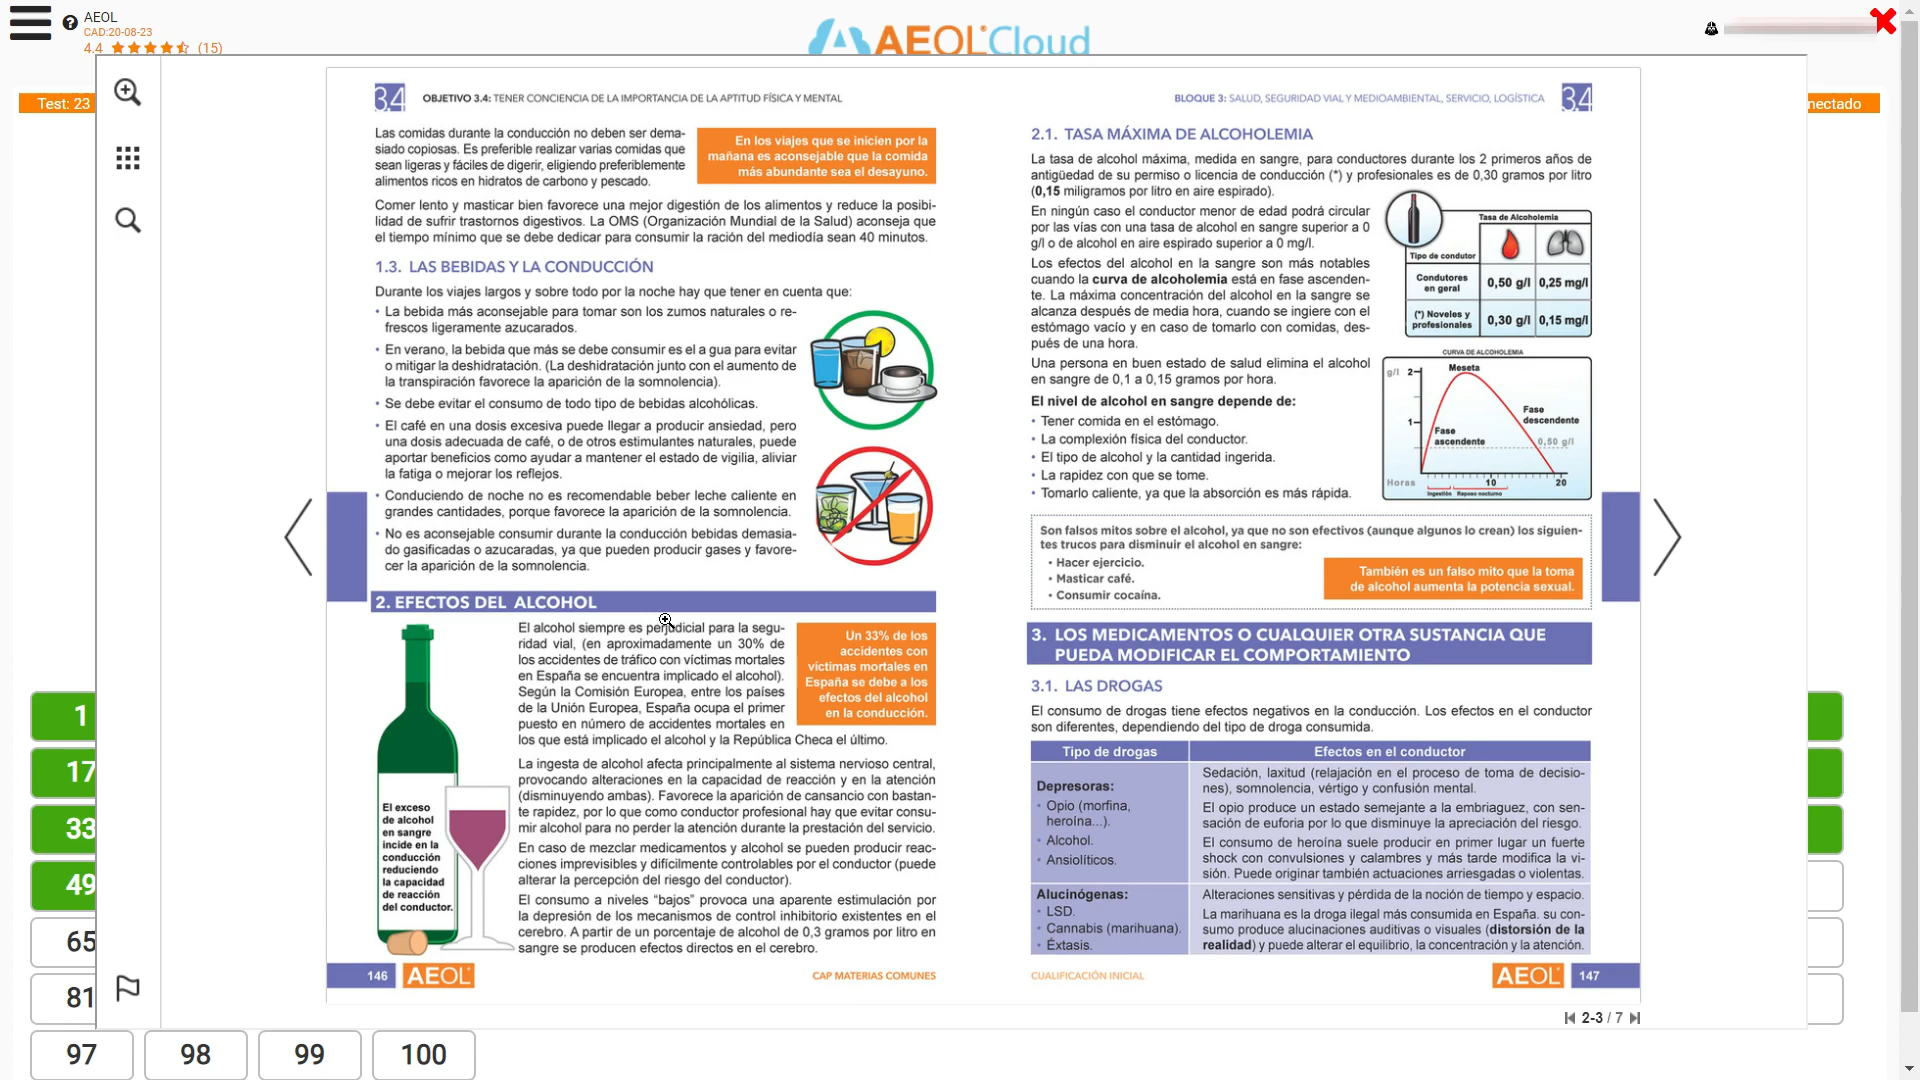 AEOL
CAD:20-08-23
4.4 (15)
AEOL Cloud
Test: 23
nectado
3.4 OBJETIVO 3.4: TENER CONCIENCIA DE LA IMPORTANCIA DE LA APTITUD FÍSICA Y MENTAL
Las comidas durante la conducción no deben ser dema-
siado copiosas. Es preferible realizar varias comidas que
sean ligeras y fáciles de digerir, eligiendo preferiblemente
alimentos ricos en hidratos de carbono y pescado.
En los viajes que se inicien por la
mañana es aconsejable que la comida
más abundante sea el desayuno.
Comer lento y masticar bien favorece una mejor digestión de los alimentos y reduce la posibi-
lidad de sufrir trastornos digestivos. La OMS (Organización Mundial de la Salud) aconseja que
el tiempo mínimo que se debe dedicar para consumir la ración del mediodía sean 40 minutos.
1.3. LAS BEBIDAS Y LA CONDUCCIÓN
Durante los viajes largos y sobre todo por la noche hay que tener en cuenta que:
• La bebida más aconsejable para tomar son los zumos naturales o re-
frescos ligeramente azucarados.
• En verano, la bebida que más se debe consumir es el a gua para evitar
o mitigar la deshidratación. (La deshidratación junto con el aumento de
la transpiración favorece la aparición de la somnolencia).
• Se debe evitar el consumo de todo tipo de bebidas alcohólicas.
• El café en una dosis excesiva puede llegar a producir ansiedad, pero
una dosis adecuada de café, o de otros estimulantes naturales, puede
aportar beneficios como ayudar a mantener el estado de vigilia, aliviar
la fatiga o mejorar los reflejos.
• Conduciendo de noche no es recomendable beber leche caliente en
grandes cantidades, porque favorece la aparición de la somnolencia.
• No es aconsejable consumir durante la conducción bebidas demasia-
do gasificadas o azucaradas, ya que pueden producir gases y favore-
cer la aparición de la somnolencia.
2. EFECTOS DEL ALCOHOL
El alcohol siempre es perjudicial para la segu-
ridad vial, (en aproximadamente un 30% de
los accidentes de tráfico con víctimas mortales
en España se encuentra implicado el alcohol).
Según la Comisión Europea, entre los países
de la Unión Europea, España ocupa el primer
puesto en número de accidentes mortales en
los que está implicado el alcohol y la República Checa el último.
Un 33% de los
accidentes con
víctimas mortales en
España se debe a los
efectos del alcohol
en la conducción.
La ingesta de alcohol afecta principalmente al sistema nervioso central,
provocando alteraciones en la capacidad de reacción y en la atención
(disminuyendo ambas). Favorece la aparición de cansancio con bastan-
te rapidez, por lo que como conductor profesional hay que evitar consu-
mir alcohol para no perder la atención durante la prestación del servicio.
En caso de mezclar medicamentos y alcohol se pueden producir reac-
ciones imprevisibles y difícilmente controlables por el conductor (puede
alterar la percepción del riesgo del conductor).
El consumo a niveles “bajos” provoca una aparente estimulación por
la depresión de los mecanismos de control inhibitorio existentes en el
cerebro. A partir de un porcentaje de alcohol de 0,3 gramos por litro en
sangre se producen efectos directos en el cerebro.
El exceso
de alcohol
en sangre
incide en la
conducción
reduciendo
la capacidad
de reacción
del conductor.
146 AEOL CAP MATERIAS COMUNES
BLOQUE 3: SALUD, SEGURIDAD VIAL Y MEDIOAMBIENTAL, SERVICIO, LOGÍSTICA 3.4
2.1. TASA MÁXIMA DE ALCOHOLEMIA
La tasa de alcohol máxima, medida en sangre, para conductores durante los 2 primeros años de
antigüedad de su permiso o licencia de conducción (*) y profesionales es de 0,30 gramos por litro
(0,15 miligramos por litro en aire espirado).
En ningún caso el conductor menor de edad podrá circular
por las vías con una tasa de alcohol en sangre superior a 0
g/l o de alcohol en aire espirado superior a 0 mg/l.
Los efectos del alcohol en la sangre son más notables
cuando la curva de alcoholemia está en fase ascenden-
te. La máxima concentración del alcohol en la sangre se
alcanza después de media hora, cuando se ingiere con el
estómago vacío y en caso de tomarlo con comidas, des-
pués de una hora.
Una persona en buen estado de salud elimina el alcohol
en sangre de 0,1 a 0,15 gramos por hora.
El nivel de alcohol en sangre depende de:
• Tener comida en el estómago.
• La complexión física del conductor.
• El tipo de alcohol y la cantidad ingerida.
• La rapidez con que se tome.
• Tomarlo caliente, ya que la absorción es más rápida.
Tasa de Alcoholemia
Tipo de condutor
Condutores
en geral
0,50 g/l 0,25 mg/l
(*) Noveles y
profesionales
0,30 g/l 0,15 mg/l
CURVA DE ALCOHOLEMIA
g/l 2
Meseta
1
Fase
descendente
Fase
ascendente
0,50 g/l
Horas 10 20
Ingestión Reposo nocturno
Son falsos mitos sobre el alcohol, ya que no son efectivos (aunque algunos lo crean) los siguien-
tes trucos para disminuir el alcohol en sangre:
• Hacer ejercicio.
• Masticar café.
• Consumir cocaína.
También es un falso mito que la toma
de alcohol aumenta la potencia sexual.
3. LOS MEDICAMENTOS O CUALQUIER OTRA SUSTANCIA QUE
PUEDA MODIFICAR EL COMPORTAMIENTO
3.1. LAS DROGAS
El consumo de drogas tiene efectos negativos en la conducción. Los efectos en el conductor
son diferentes, dependiendo del tipo de droga consumida.
Tipo de drogas Efectos en el conductor
Depresoras:
• Opio (morfina,
heroína...).
• Alcohol.
• Ansiolíticos.
Sedación, laxitud (relajación en el proceso de toma de decisio-
nes), somnolencia, vértigo y confusión mental.
El opio produce un estado semejante a la embriaguez, con sen-
sación de euforia por lo que disminuye la apreciación del riesgo.
El consumo de heroína suele producir en primer lugar un fuerte
shock con convulsiones y calambres y más tarde modifica la vi-
sión. Puede originar también actuaciones arriesgadas o violentas.
Alucinógenas:
• LSD.
• Cannabis (marihuana).
• Éxtasis.
Alteraciones sensitivas y pérdida de la noción de tiempo y espacio.
La marihuana es la droga ilegal más consumida en España. su con-
sumo produce alucinaciones auditivas o visuales (distorsión de la
realidad) y puede alterar el equilibrio, la concentración y la atención.
CUALIFICACIÓN INICIAL AEOL 147
2-3 / 7
1
17
33
49
65
81
97 98 99 100